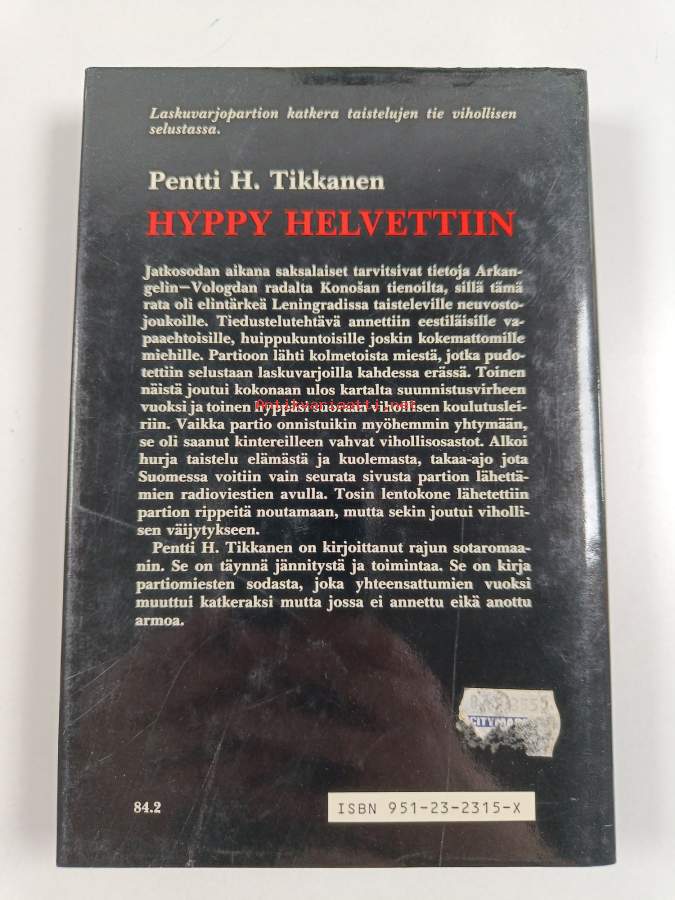 Laskuvarjopartion katkera taistelujen tie vihollisen
selustassa.
Pentti H. Tikkanen
HYPPY HELVETTIIN
Jatkosodan aikana saksalaiset tarvitsivat tietoja Arkan-
gelin—Vologdan radalta Konošan tienoilta, sillä tämä
rata oli elintärkeä Leningradissa taisteleville neuvosto-
joukoille. Tiedustelutehtävä annettiin eestiläisille va-
paaehtoisille, huippukuntoisille joskin kokemattomille
miehille. Partioon lähti kolmetoista miestä, jotka pudo-
tettiin selustaan laskuvarjoilla kahdessa erässä. Toinen
näistä joutui kokonaan ulos kartalta suunnistusvirheen
vuoksi ja toinen hyppäsi suoraan vihollisen koulutuslei-
Antikvariaatti.net
riin. Vaikka partio onnistuikin myöhemmin yhtymään,
se oli saanut kintereilleen vahvat vihollisosastot. Alkoi
hurja taistelu elämästä ja kuolemasta, takaa-ajo jota
Suomessa voitiin vain seurata sivusta partion lähettä-
mien radioviestien avulla. Tosin lentokone lähetettiin
partion rippeitä noutamaan, mutta sekin joutui viholli-
sen väijytykseen.
Pentti H. Tikkanen on kirjoittanut rajun sotaromaa-
nin. Se on täynnä jännitystä ja toimintaa. Se on kirja
partiomiesten sodasta, joka yhteensattumien vuoksi
muuttui katkeraksi mutta jossa ei annettu eikä anottu
armoa.
84.2
ISBN 951-23-2315-X